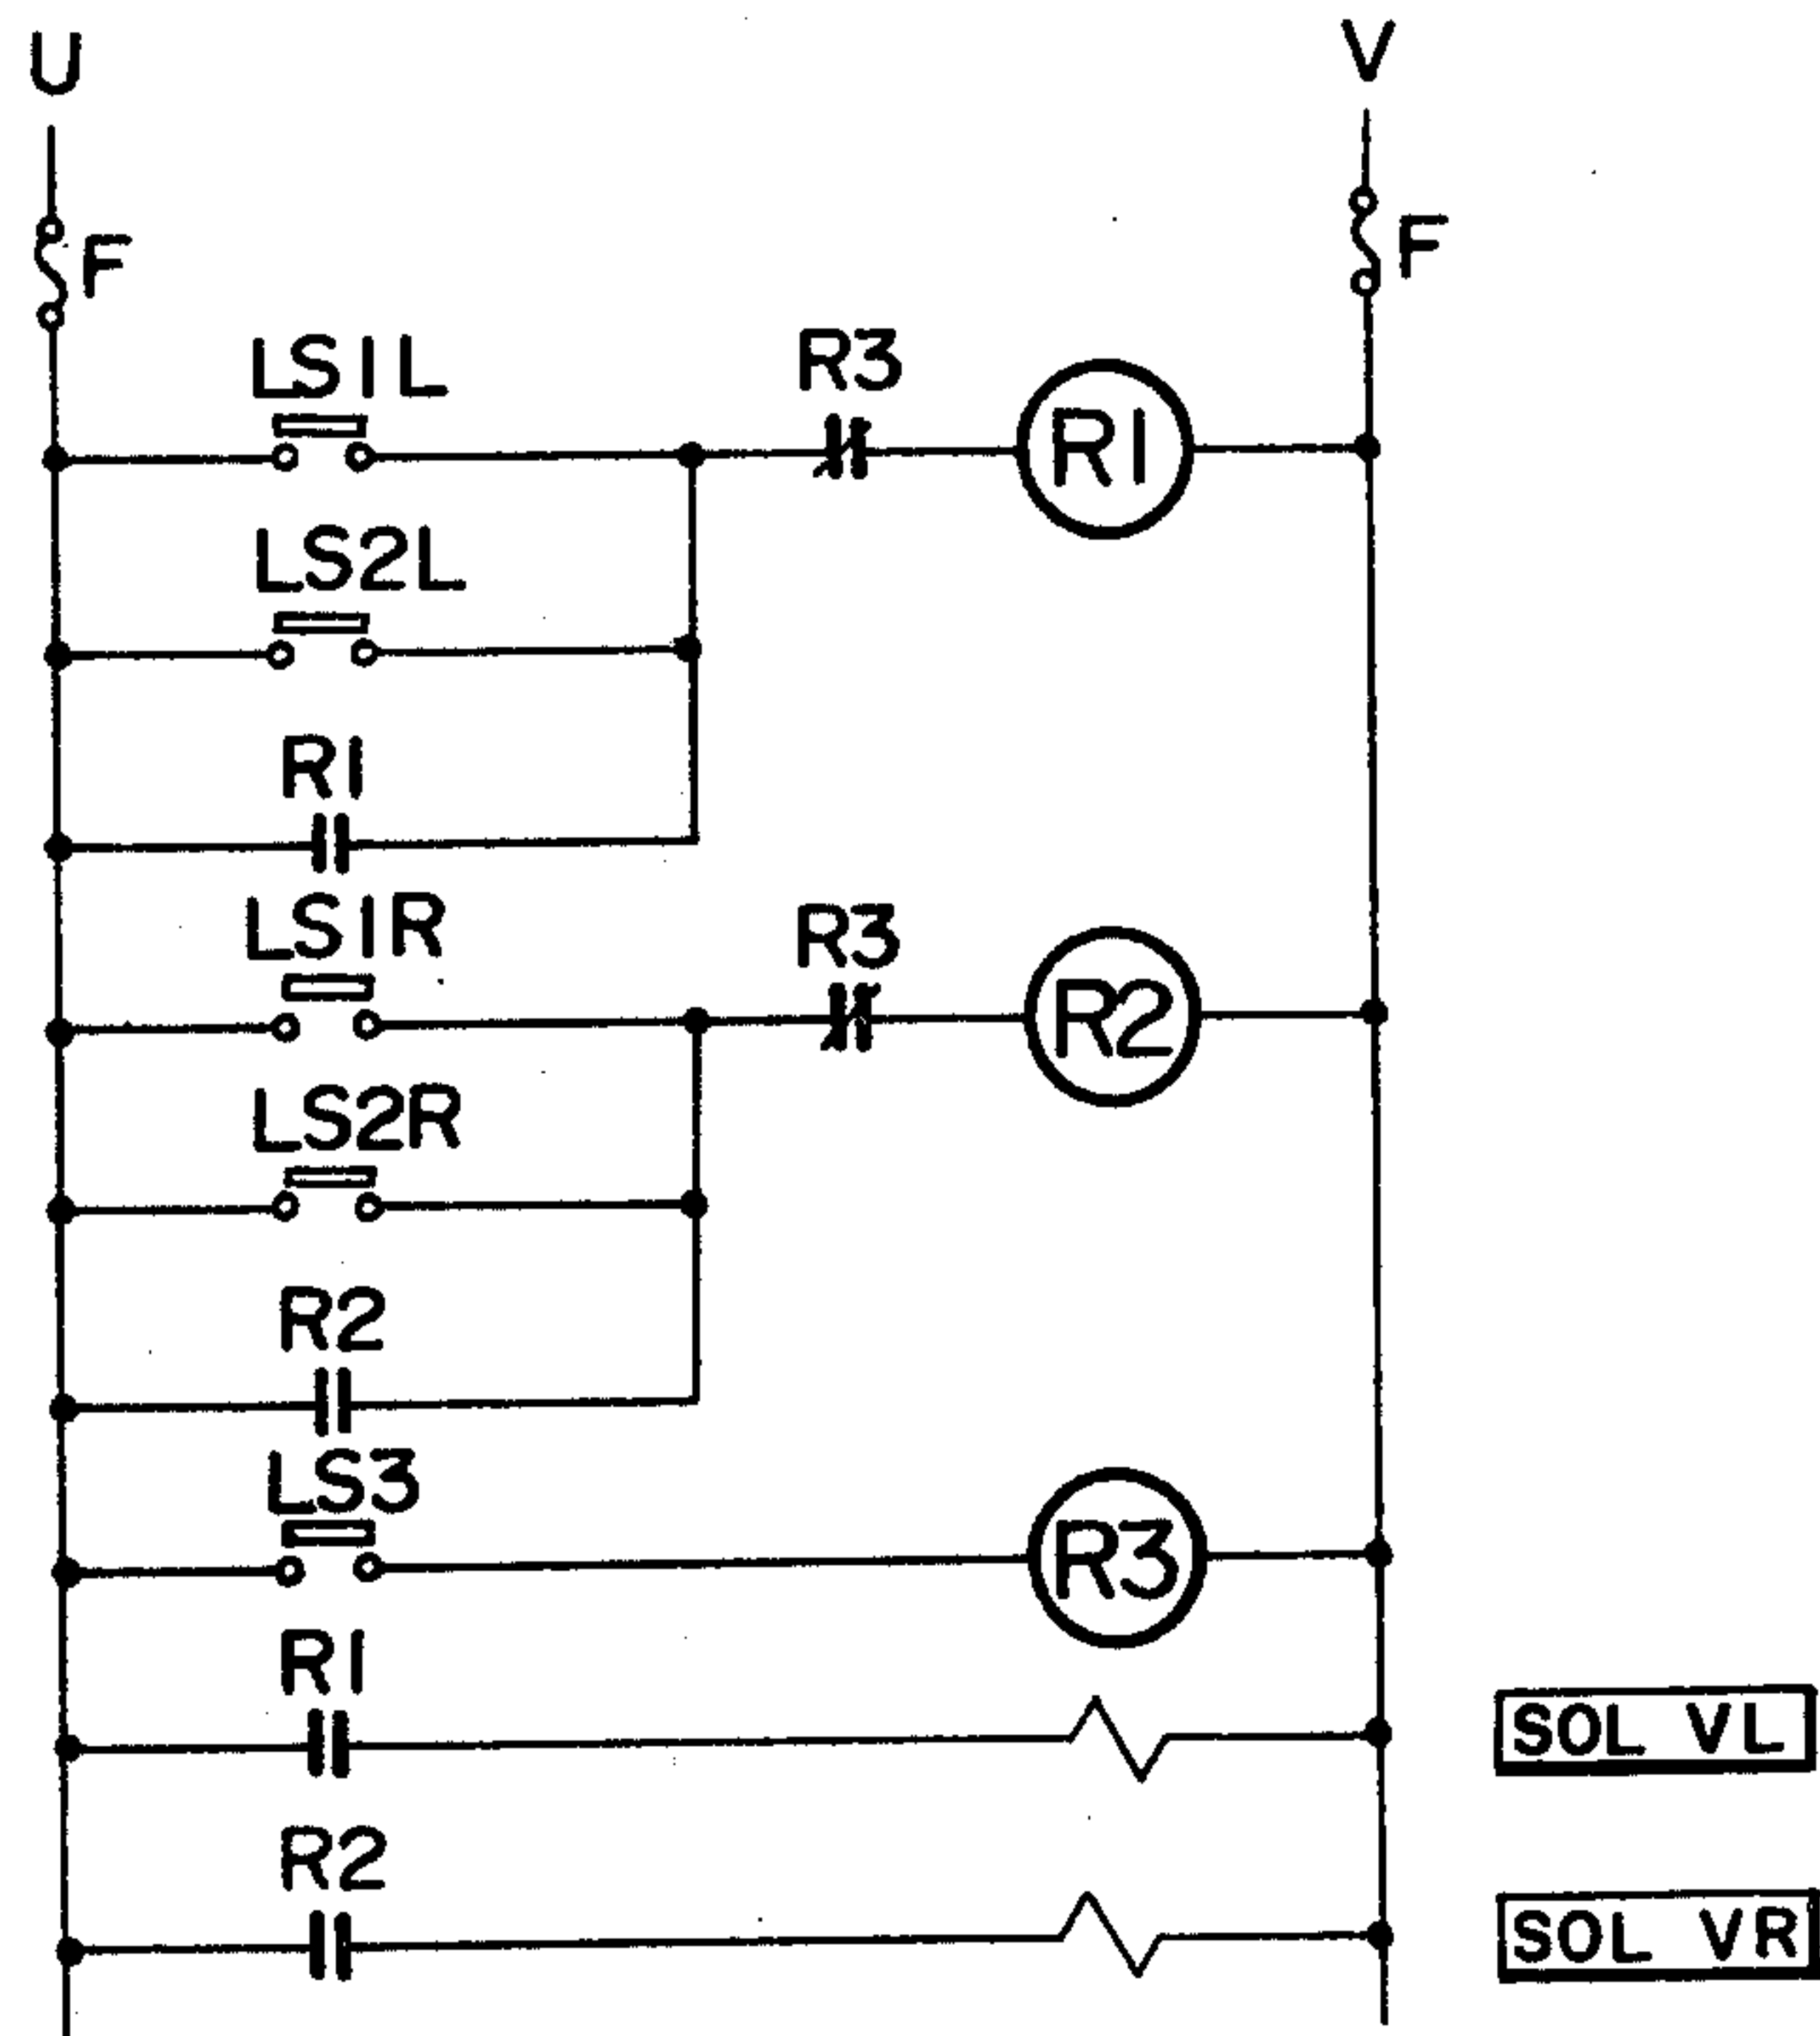 U V
F F
LS1L R3
R1
LS2L
R1
LS1R R3
R2
LS2R
R2
LS3
R3
R1
SOL VL
R2
SOL VR